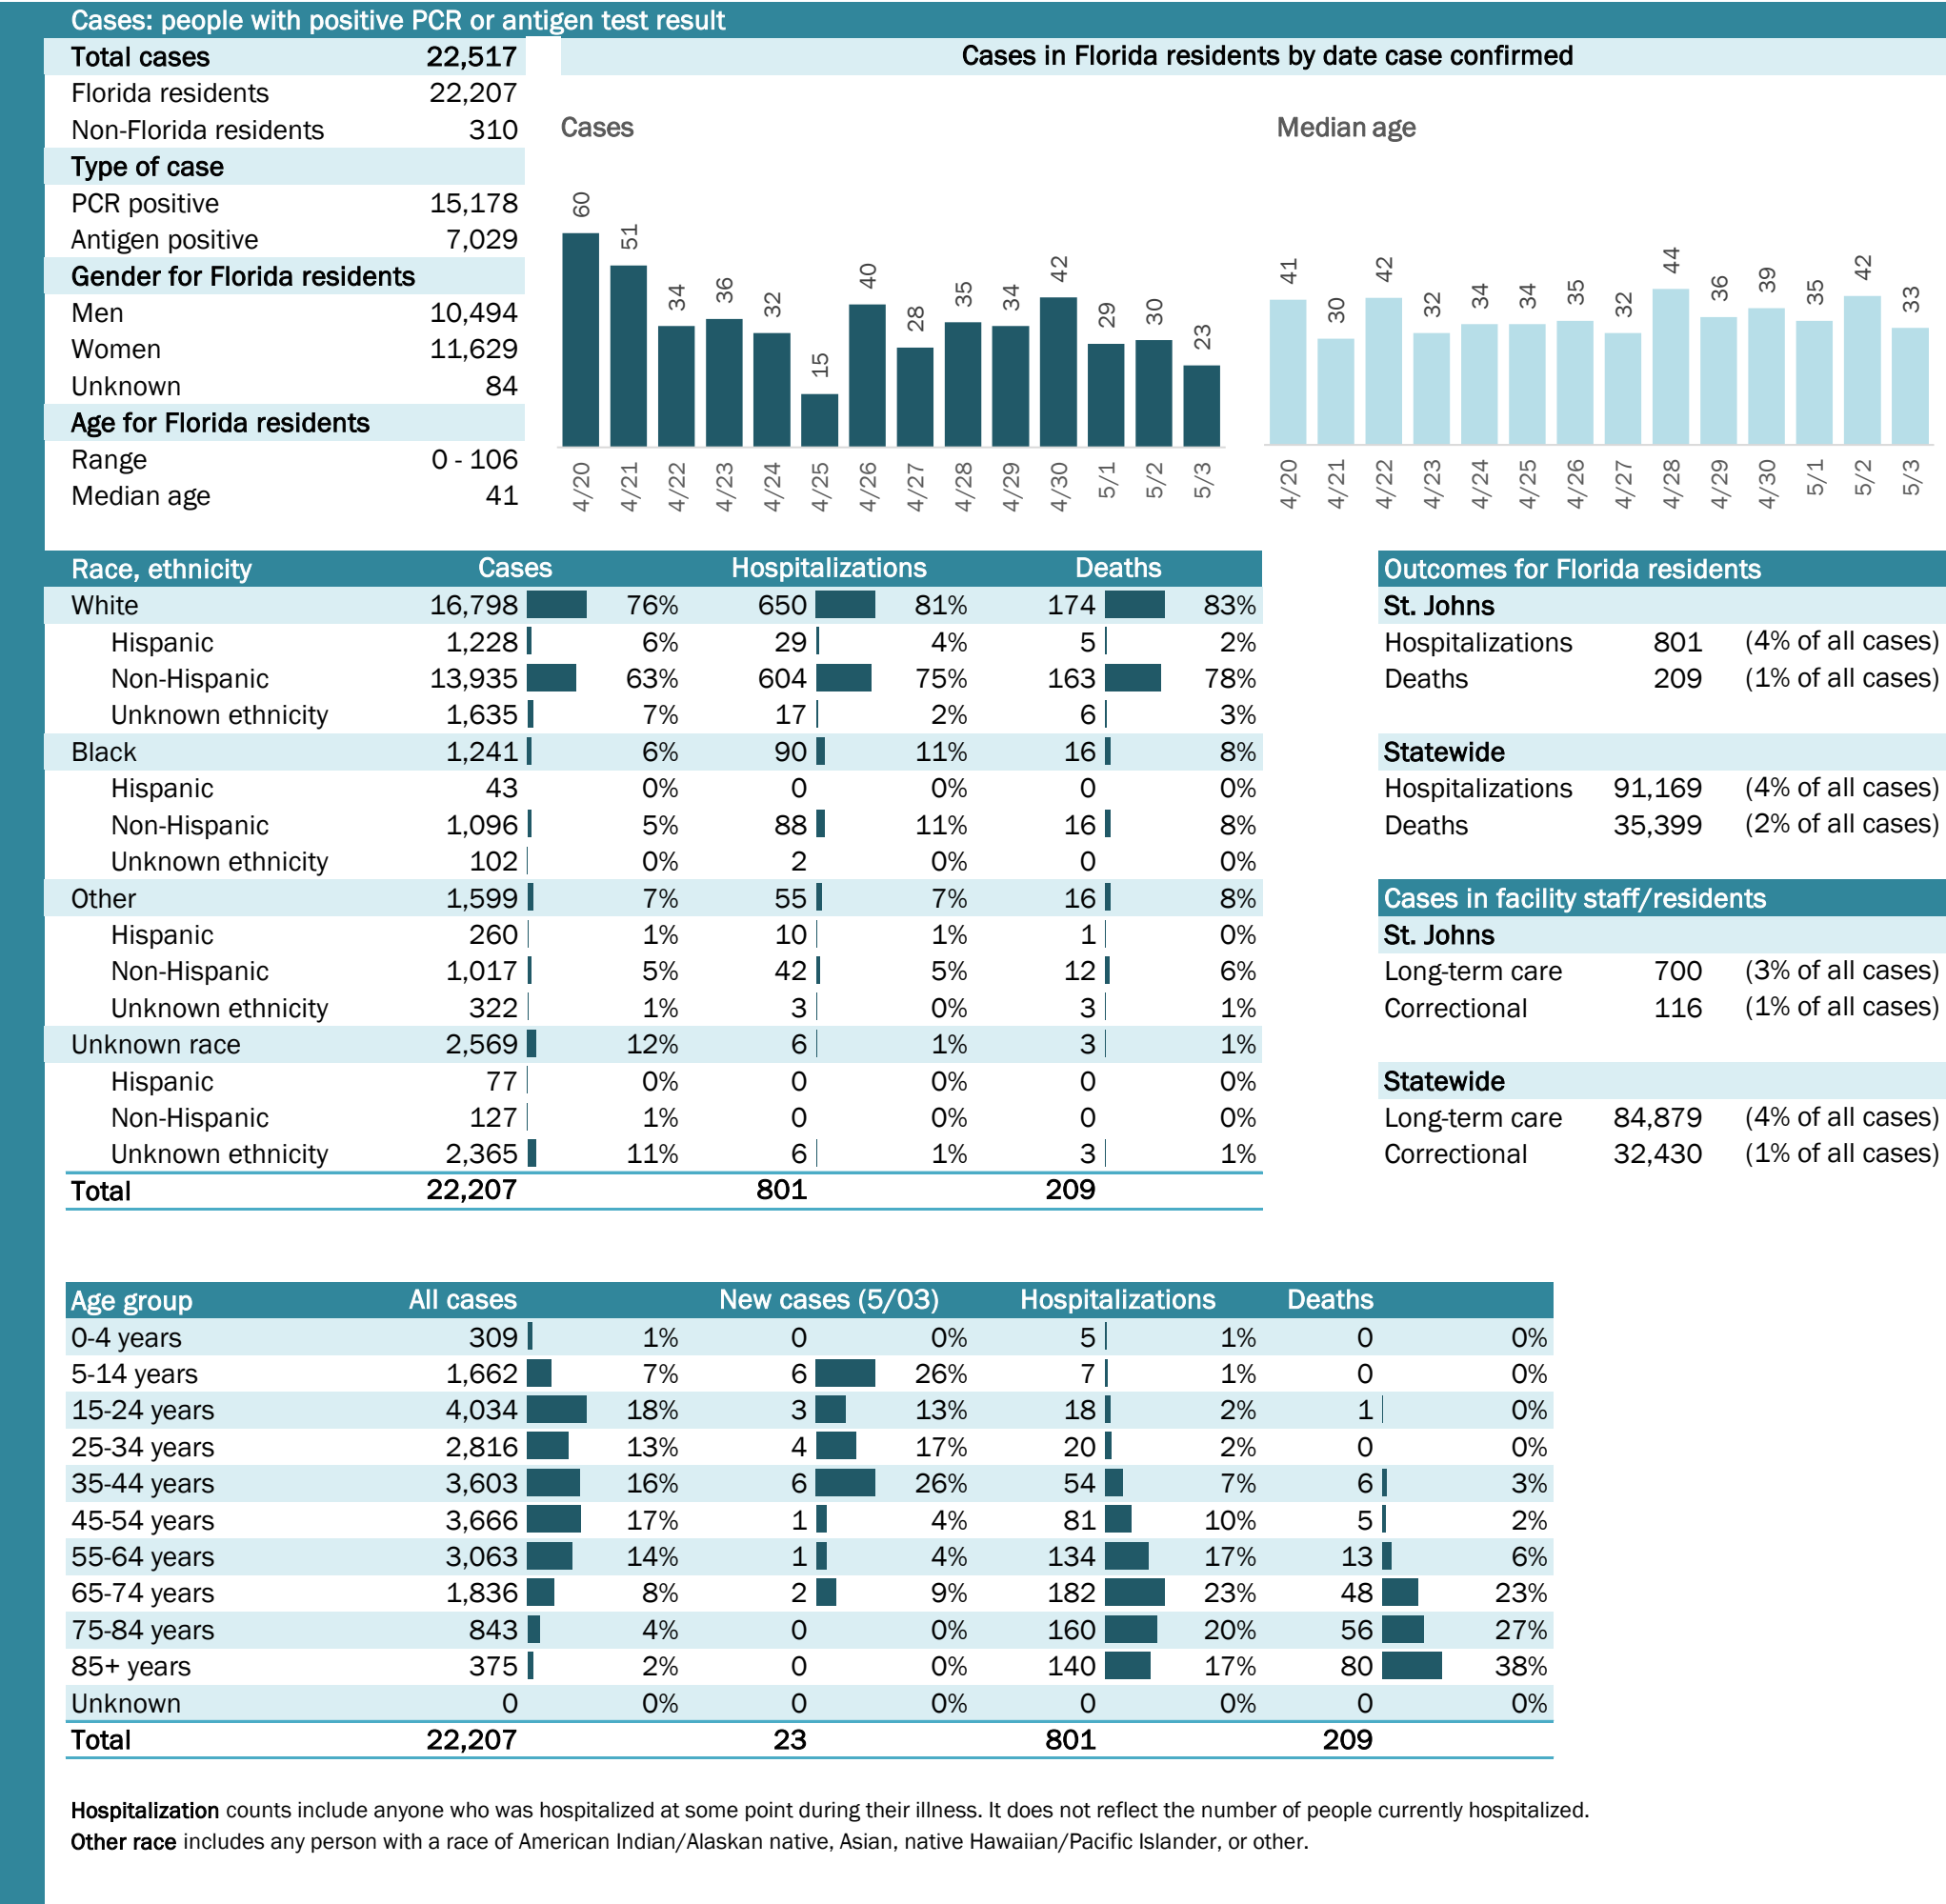 Cases: people with positive PCR or antigen test result
Total cases 22,517
Florida residents 22,207
Non-Florida residents 310
Type of case
PCR positive 15,178
Antigen positive 7,029
Gender for Florida residents
Men 10,494
Women 11,629
Unknown 84
Age for Florida residents
Range 0 - 106
Median age 41
Cases in Florida residents by date case confirmed
Cases
60 51 34 36 32 15 40 28 35 34 42 29 30 23
4/20 4/21 4/22 4/23 4/24 4/25 4/26 4/27 4/28 4/29 4/30 5/1 5/2 5/3
Median age
41 30 42 32 34 34 35 32 44 36 39 35 42 33
4/20 4/21 4/22 4/23 4/24 4/25 4/26 4/27 4/28 4/29 4/30 5/1 5/2 5/3
Race, ethnicity Cases Hospitalizations Deaths
White 16,798 76% 650 81% 174 83%
Hispanic 1,228 6% 29 4% 5 2%
Non-Hispanic 13,935 63% 604 75% 163 78%
Unknown ethnicity 1,635 7% 17 2% 6 3%
Black 1,241 6% 90 11% 16 8%
Hispanic 43 0% 0 0% 0 0%
Non-Hispanic 1,096 5% 88 11% 16 8%
Unknown ethnicity 102 0% 2 0% 0 0%
Other 1,599 7% 55 7% 16 8%
Hispanic 260 1% 10 1% 1 0%
Non-Hispanic 1,017 5% 42 5% 12 6%
Unknown ethnicity 322 1% 3 0% 3 1%
Unknown race 2,569 12% 6 1% 3 1%
Hispanic 77 0% 0 0% 0 0%
Non-Hispanic 127 1% 0 0% 0 0%
Unknown ethnicity 2,365 11% 6 1% 3 1%
Total 22,207 801 209
Outcomes for Florida residents
St. Johns
Hospitalizations 801 (4% of all cases)
Deaths 209 (1% of all cases)
Statewide
Hospitalizations 91,169 (4% of all cases)
Deaths 35,399 (2% of all cases)
Cases in facility staff/residents
St. Johns
Long-term care 700 (3% of all cases)
Correctional 116 (1% of all cases)
Statewide
Long-term care 84,879 (4% of all cases)
Correctional 32,430 (1% of all cases)
Age group All cases New cases (5/03) Hospitalizations Deaths
0-4 years 309 1% 0 0% 5 1% 0 0%
5-14 years 1,662 7% 6 26% 7 1% 0 0%
15-24 years 4,034 18% 3 13% 18 2% 1 0%
25-34 years 2,816 13% 4 17% 20 2% 0 0%
35-44 years 3,603 16% 6 26% 54 7% 6 3%
45-54 years 3,666 17% 1 4% 81 10% 5 2%
55-64 years 3,063 14% 1 4% 134 17% 13 6%
65-74 years 1,836 8% 2 9% 182 23% 48 23%
75-84 years 843 4% 0 0% 160 20% 56 27%
85+ years 375 2% 0 0% 140 17% 80 38%
Unknown 0 0% 0 0% 0 0% 0 0%
Total 22,207 23 801 209
Hospitalization counts include anyone who was hospitalized at some point during their illness. It does not reflect the number of people currently hospitalized.
Other race includes any person with a race of American Indian/Alaskan native, Asian, native Hawaiian/Pacific Islander, or other.